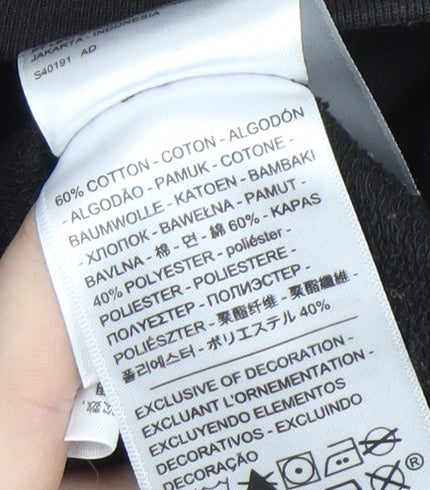 JAKARTA - INDONESIA
S40191 AD
60% COTTON - COTON - ALGODÓN
- ALGODÃO - PAMUK - COTONE -
BAUMWOLLE - KATOEN - BAMBAKI
- ХЛОПОК - BAWEŁNA - PAMUT -
BAVLNA - 棉 - 면 - 綿 60% - KAPAS
40% POLYESTER - poliéster -
POLIESTER - POLIESTERE -
ΠΟΛΥΕΣΤΕΡ - ПОЛИЭСТЕР -
POLIÉSZTER - 聚酯纤维 - 聚酯纖維 -
폴리에스터 - ポリエステル 40%
EXCLUSIVE OF DECORATION -
EXCLUANT L'ORNEMENTATION -
EXCLUYENDO ELEMENTOS
DECORATIVOS - EXCLUINDO
DECORAÇÃO
®